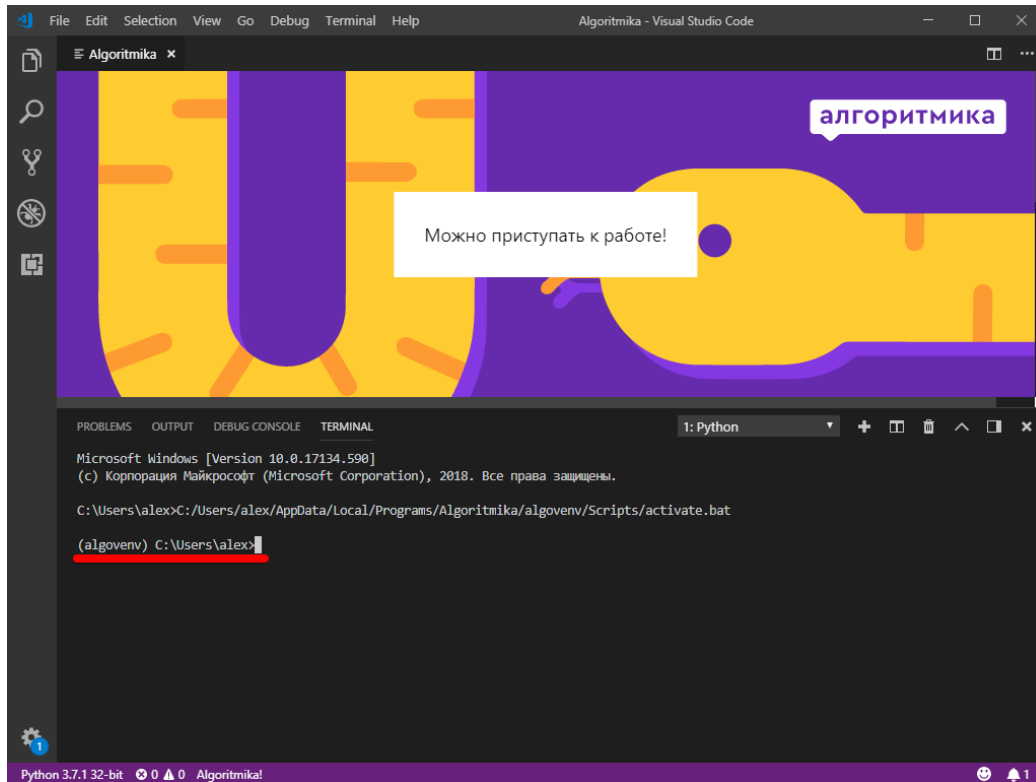 File Edit Selection View Go Debug Terminal Help Algoritmika - Visual Studio Code
Algoritmika
алгоритмика
Можно приступать к работе!
PROBLEMS OUTPUT DEBUG CONSOLE TERMINAL 1: Python
Microsoft Windows [Version 10.0.17134.590]
(c) Корпорация Майкрософт (Microsoft Corporation), 2018. Все права защищены.
C:\Users\alex>C:/Users/alex/AppData/Local/Programs/Algoritmika/algovenv/Scripts/activate.bat
(algovenv) C:\Users\alex>
1
Python 3.7.1 32-bit 0 0 Algoritmika! 1